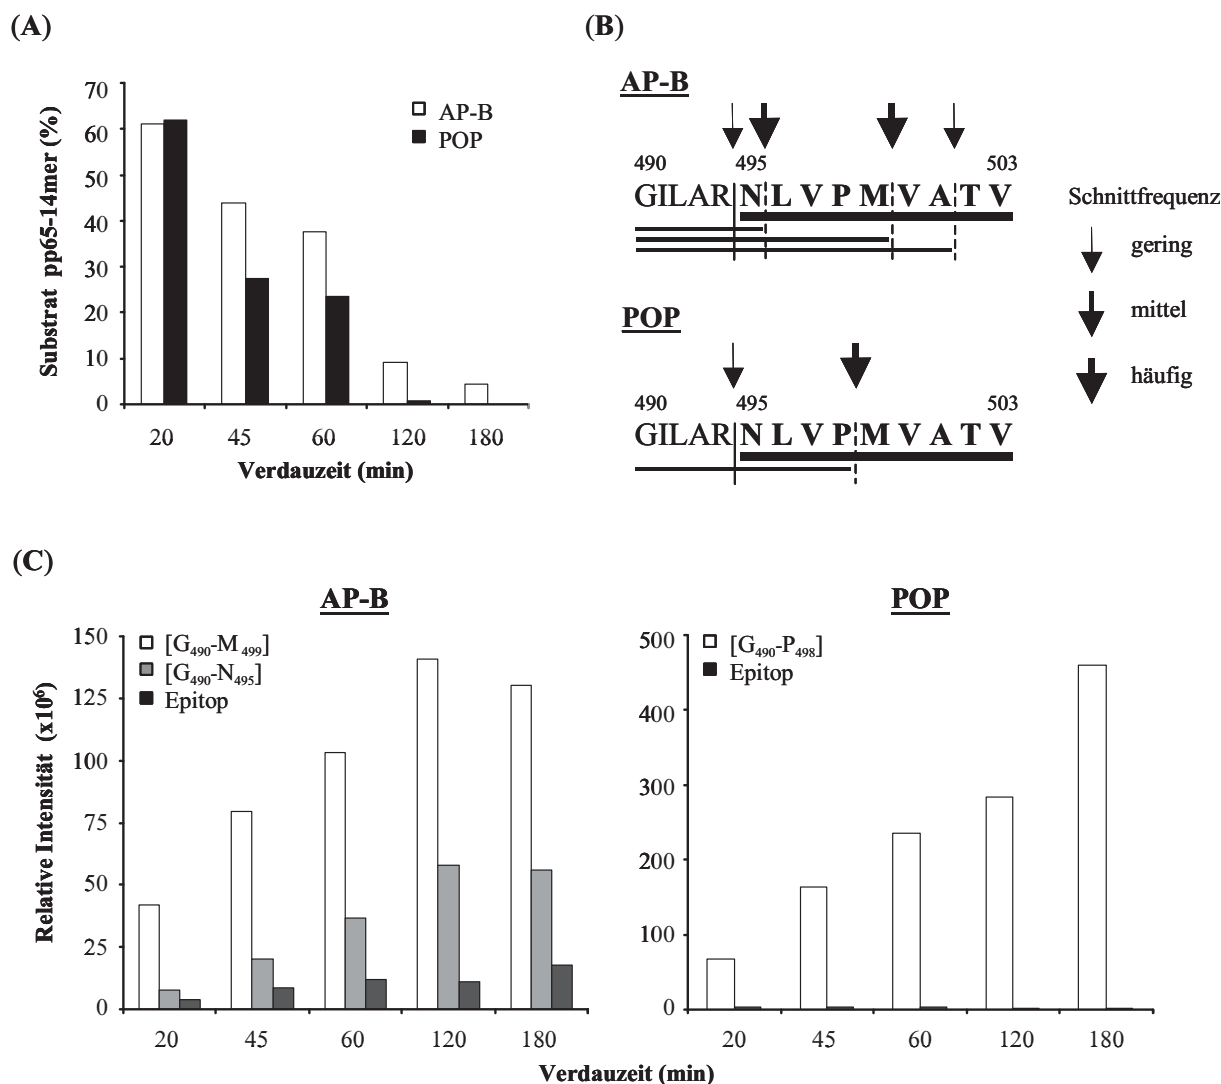 (A)
Substrat pp65-14mer (%)
70
60
50
40
30
20
10
0
AP-B
POP
20 45 60 120 180
Verdauzeit (min)
(B)
AP-B
490 495 503
GILAR N L V P M V A T V
POP
490 495 503
GILAR N L V P M V A T V
Schnittfrequenz
gering
mittel
häufig
(C)
AP-B
Relative Intensität (x10⁶)
150
125
100
75
50
25
0
[G₄₉₀-M₄₉₉]
[G₄₉₀-N₄₉₅]
Epitop
20 45 60 120 180
POP
500
400
300
200
100
0
[G₄₉₀-P₄₉₈]
Epitop
20 45 60 120 180
Verdauzeit (min)